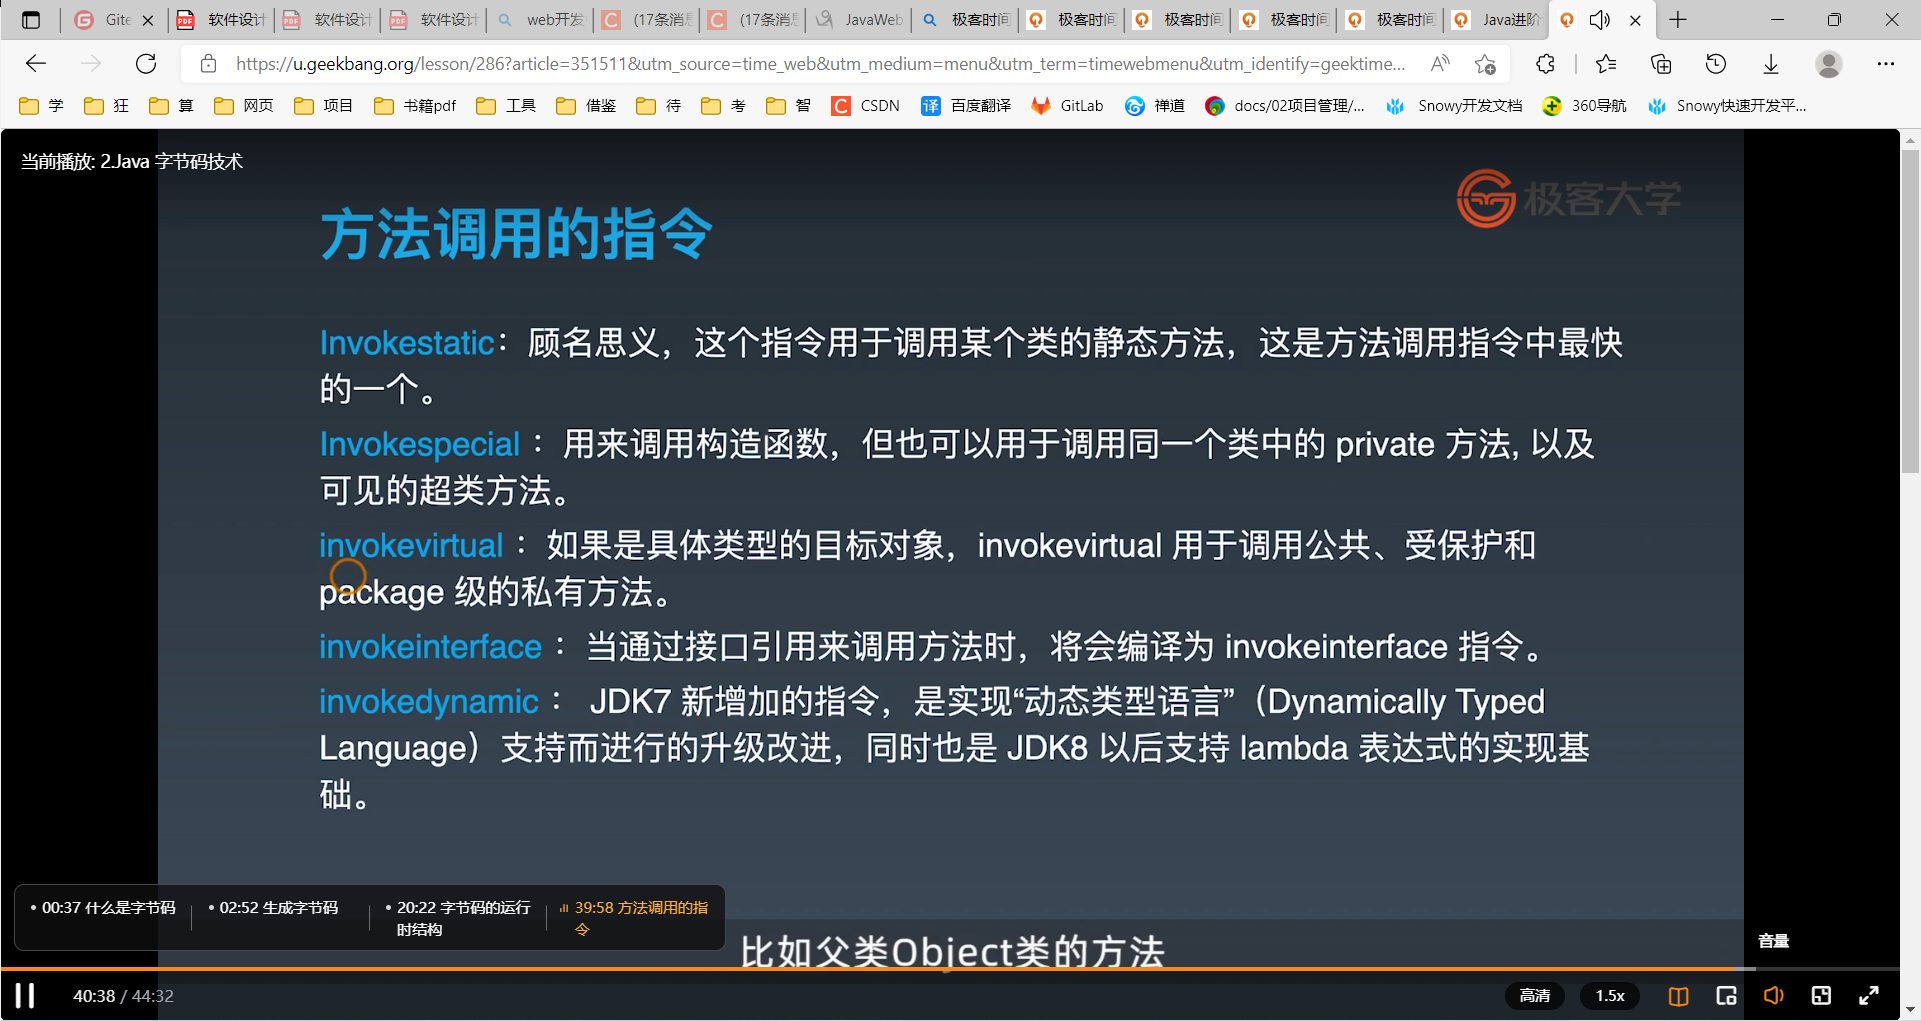 Gite
软件设计
软件设计
软件设计
web开发
(17条消息
(17条消息
JavaWeb
极客时间
极客时间
极客时间
极客时间
极客时间
Java进阶
https://u.geekbang.org/lesson/286?article=351511&utm_source=time_web&utm_medium=menu&utm_term=timewebmenu&utm_identify=geektime...
学 狂 算 网页 项目 书籍pdf 工具 借鉴 待 考 智 CSDN 百度翻译 GitLab 禅道 docs/02项目管理/... Snowy开发文档 360导航 Snowy快速开发平...
当前播放: 2.Java 字节码技术
极客大学
方法调用的指令
Invokestatic：顾名思义，这个指令用于调用某个类的静态方法，这是方法调用指令中最快
的一个。
Invokespecial ：用来调用构造函数，但也可以用于调用同一个类中的 private 方法, 以及
可见的超类方法。
invokevirtual ：如果是具体类型的目标对象，invokevirtual 用于调用公共、受保护和
package 级的私有方法。
invokeinterface ：当通过接口引用来调用方法时，将会编译为 invokeinterface 指令。
invokedynamic ： JDK7 新增加的指令，是实现“动态类型语言”（Dynamically Typed
Language）支持而进行的升级改进，同时也是 JDK8 以后支持 lambda 表达式的实现基
础。
00:37 什么是字节码
02:52 生成字节码
20:22 字节码的运行
时结构
39:58 方法调用的指
令
比如父类Object类的方法
音量
40:38 / 44:32
高清
1.5x